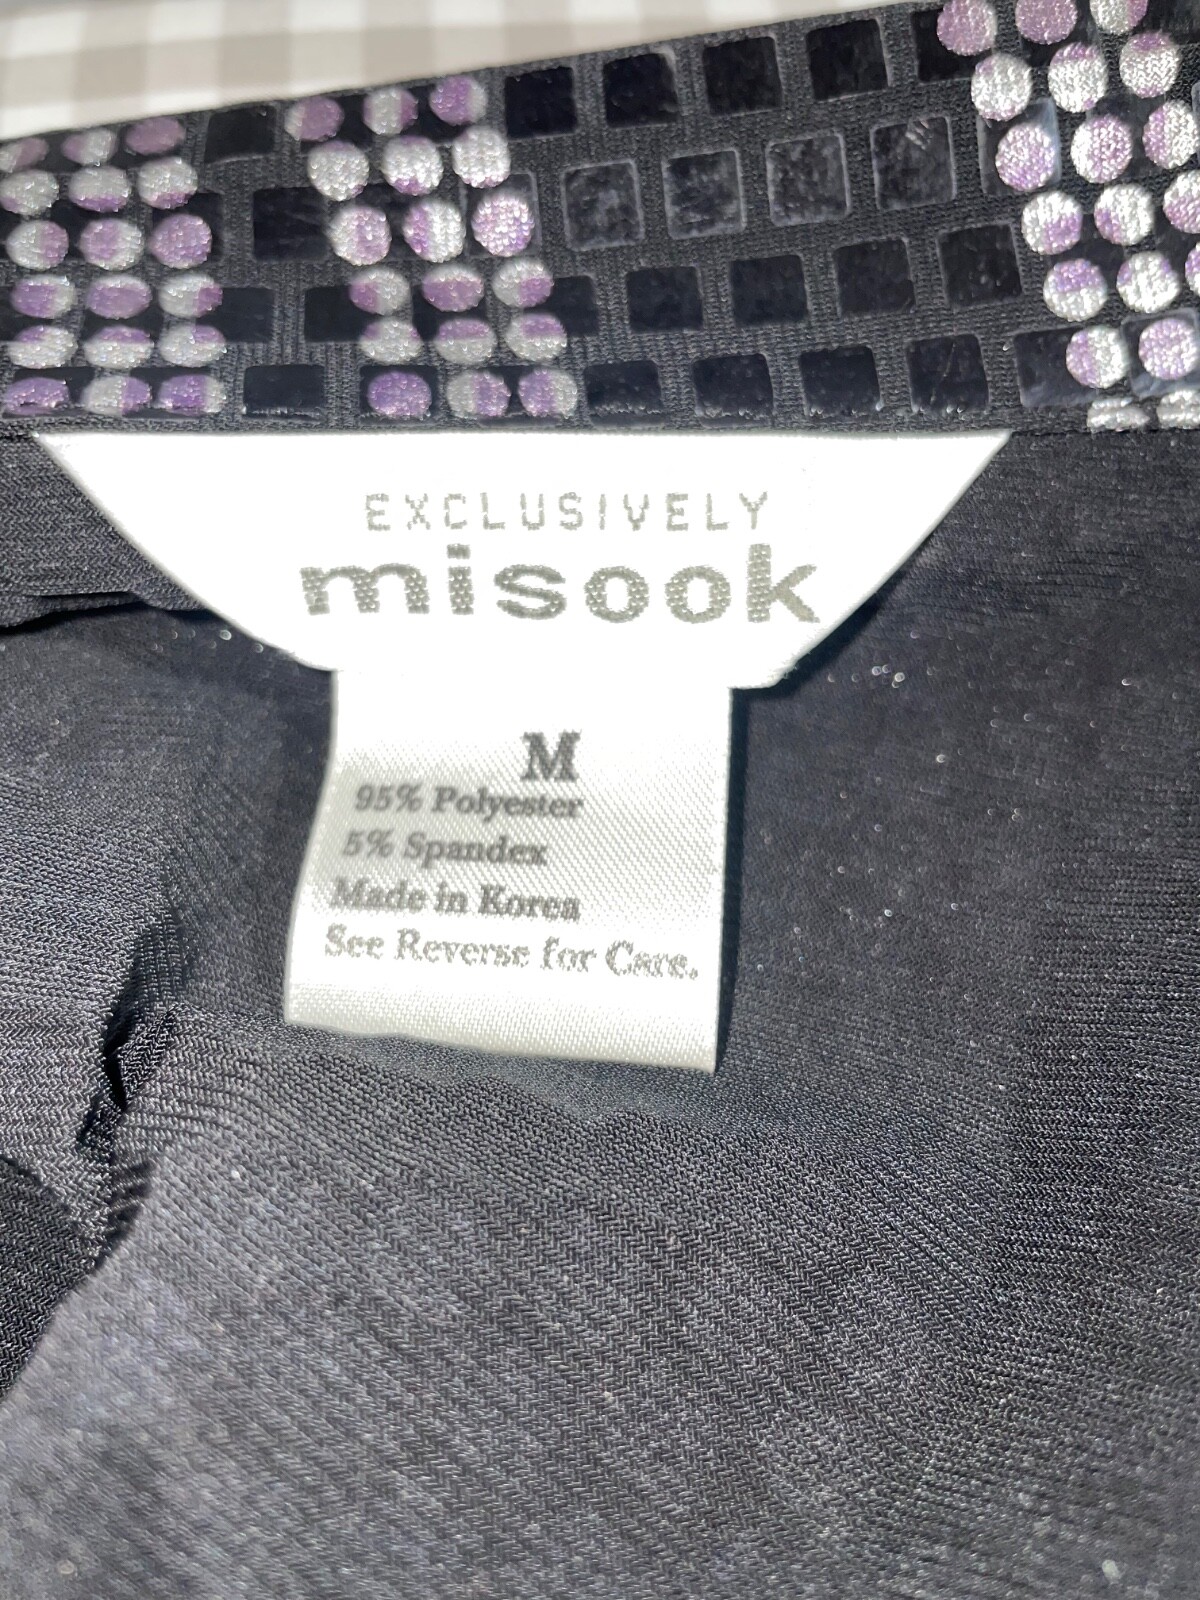 EXCLUSIVELY
misook
M
95% Polyester
5% Spandex
Made in Korea
See Reverse for Care.